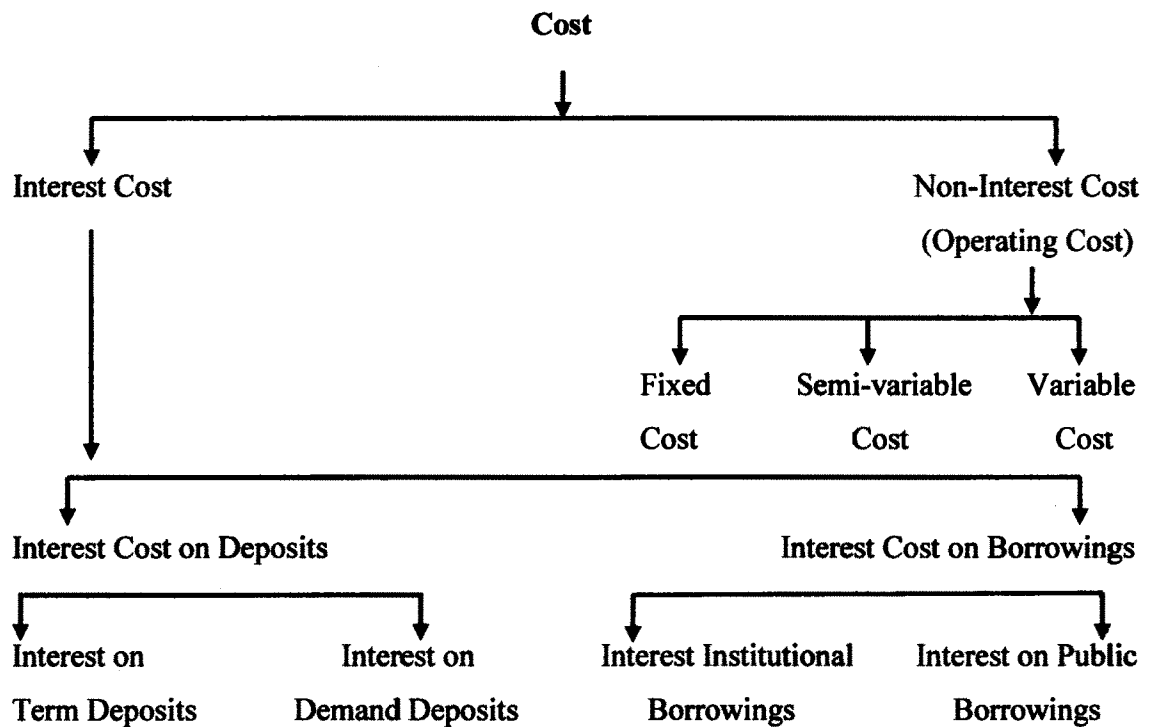 Cost
Interest Cost
Non-Interest Cost
(Operating Cost)
Fixed
Cost
Semi-variable
Cost
Variable
Cost
Interest Cost on Deposits
Interest Cost on Borrowings
Interest on
Term Deposits
Interest on
Demand Deposits
Interest Institutional
Borrowings
Interest on Public
Borrowings